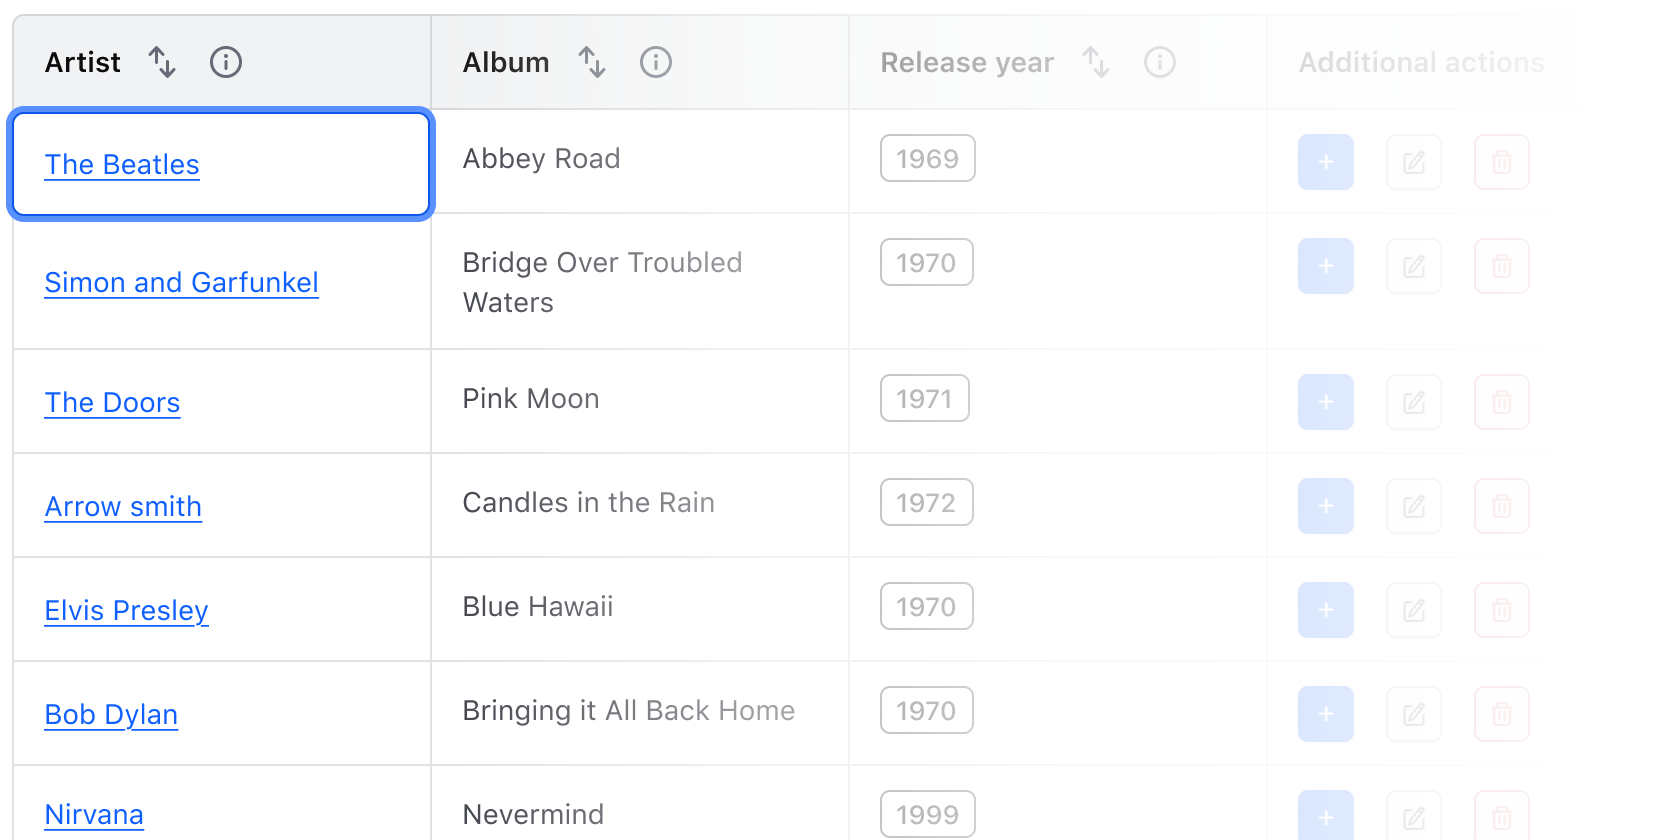 Artist Album Release year Additional actions
The Beatles Abbey Road 1969
Simon and Garfunkel Bridge Over Troubled Waters 1970
The Doors Pink Moon 1971
Arrow smith Candles in the Rain 1972
Elvis Presley Blue Hawaii 1970
Bob Dylan Bringing it All Back Home 1970
Nirvana Nevermind 1999